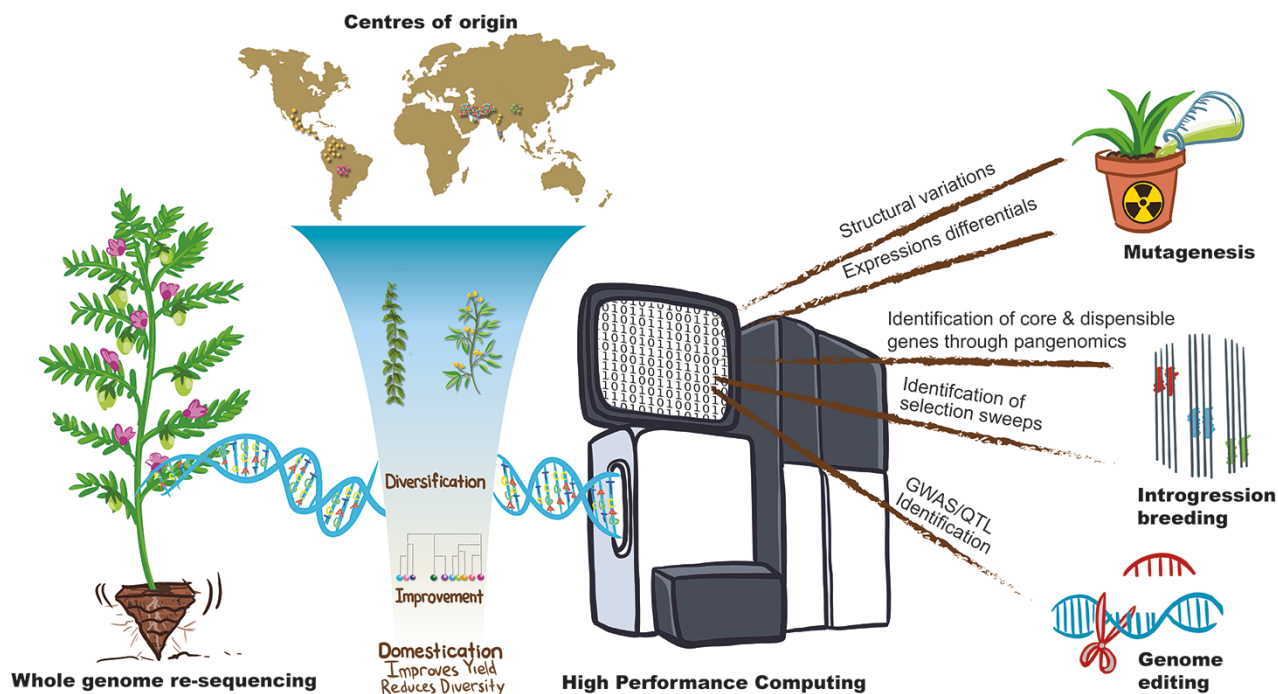 Centres of origin
Structural variations
Expressions differentials
Mutagenesis
Identification of core & dispensible
genes through pangenomics
Identifcation of
selection sweeps
GWAS/QTL
Identification
Introgression
breeding
Genome
editing
Diversification
Improvement
Domestication
Improves Yield
Reduces Diversity
Whole genome re-sequencing
High Performance Computing